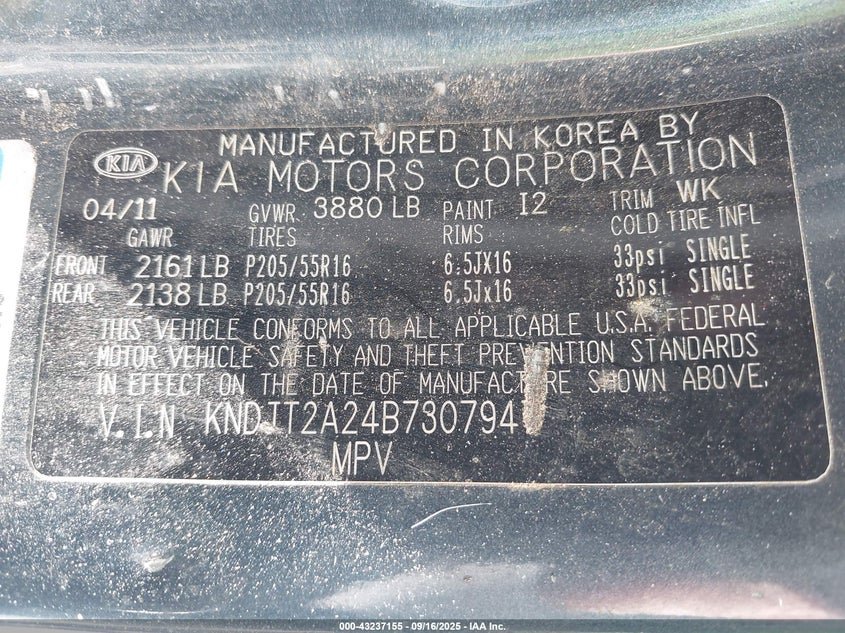 KIA
MANUFACTURED IN KOREA BY
KIA MOTORS CORPORATION
04/11 GVWR 3880 LB PAINT I2 TRIM WK
GAWR TIRES RIMS COLD TIRE INFL
FRONT 2161 LB P205/55R16 6.5JX16 33psi SINGLE
REAR 2138 LB P205/55R16 6.5Jx16 33psi SINGLE
THIS VEHICLE CONFORMS TO ALL APPLICABLE U.S.A. FEDERAL
MOTOR VEHICLE SAFETY AND THEFT PREVENTION STANDARDS
IN EFFECT ON THE DATE OF MANUFACTURE SHOWN ABOVE.
V.I.N KNDJT2A24B730794
MPV
000-43237155 - 09/16/2025 - IAA Inc.